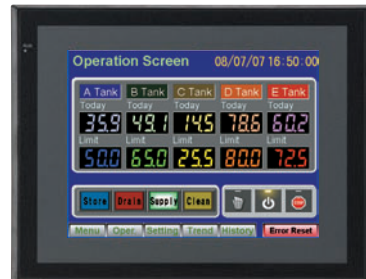 Operation Screen 08/07/07 16:50:00
A Tank B Tank C Tank D Tank E Tank
Today Today Today Today Today
35.9 49.1 14.5 78.6 60.2
Limit Limit Limit Limit Limit
50.0 65.0 25.5 80.0 72.5
Store Drain Supply Clean STOP
Menu Oper. Setting Trend History Error Reset